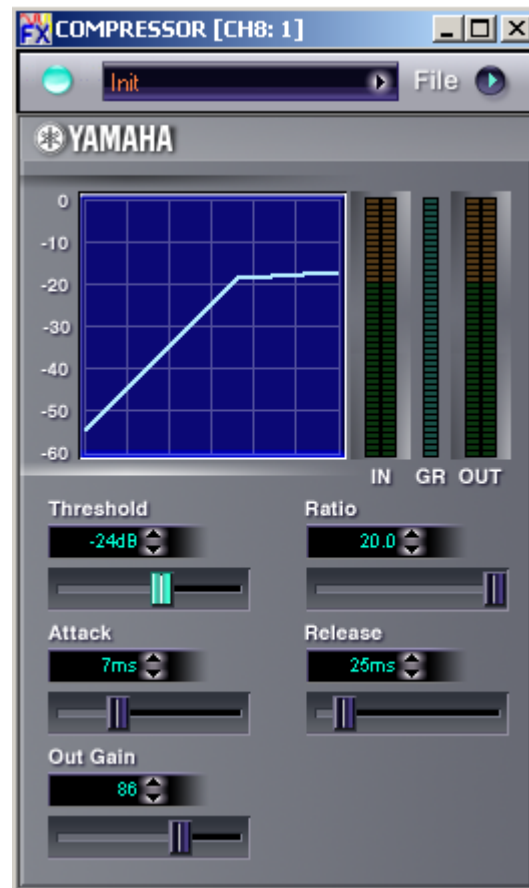 FX COMPRESSOR [CH8: 1]
Init File
YAMAHA
0
-10
-20
-30
-40
-50
-60
IN GR OUT
Threshold Ratio
-24dB 20.0
Attack Release
7ms 25ms
Out Gain
86